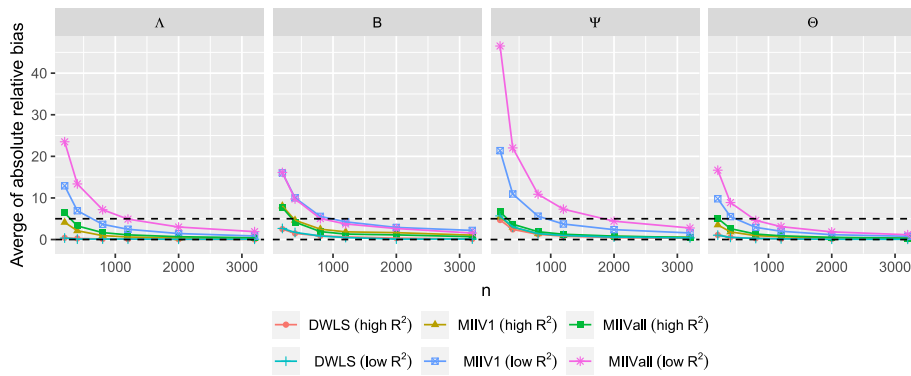 Λ B Ψ Θ
Averge of absolute relative bias
40
30
20
10
0
1000 2000 3000 1000 2000 3000 1000 2000 3000 1000 2000 3000
n
DWLS (high R²) MIIV1 (high R²) MIIVall (high R²)
DWLS (low R²) MIIV1 (low R²) MIIVall (low R²)